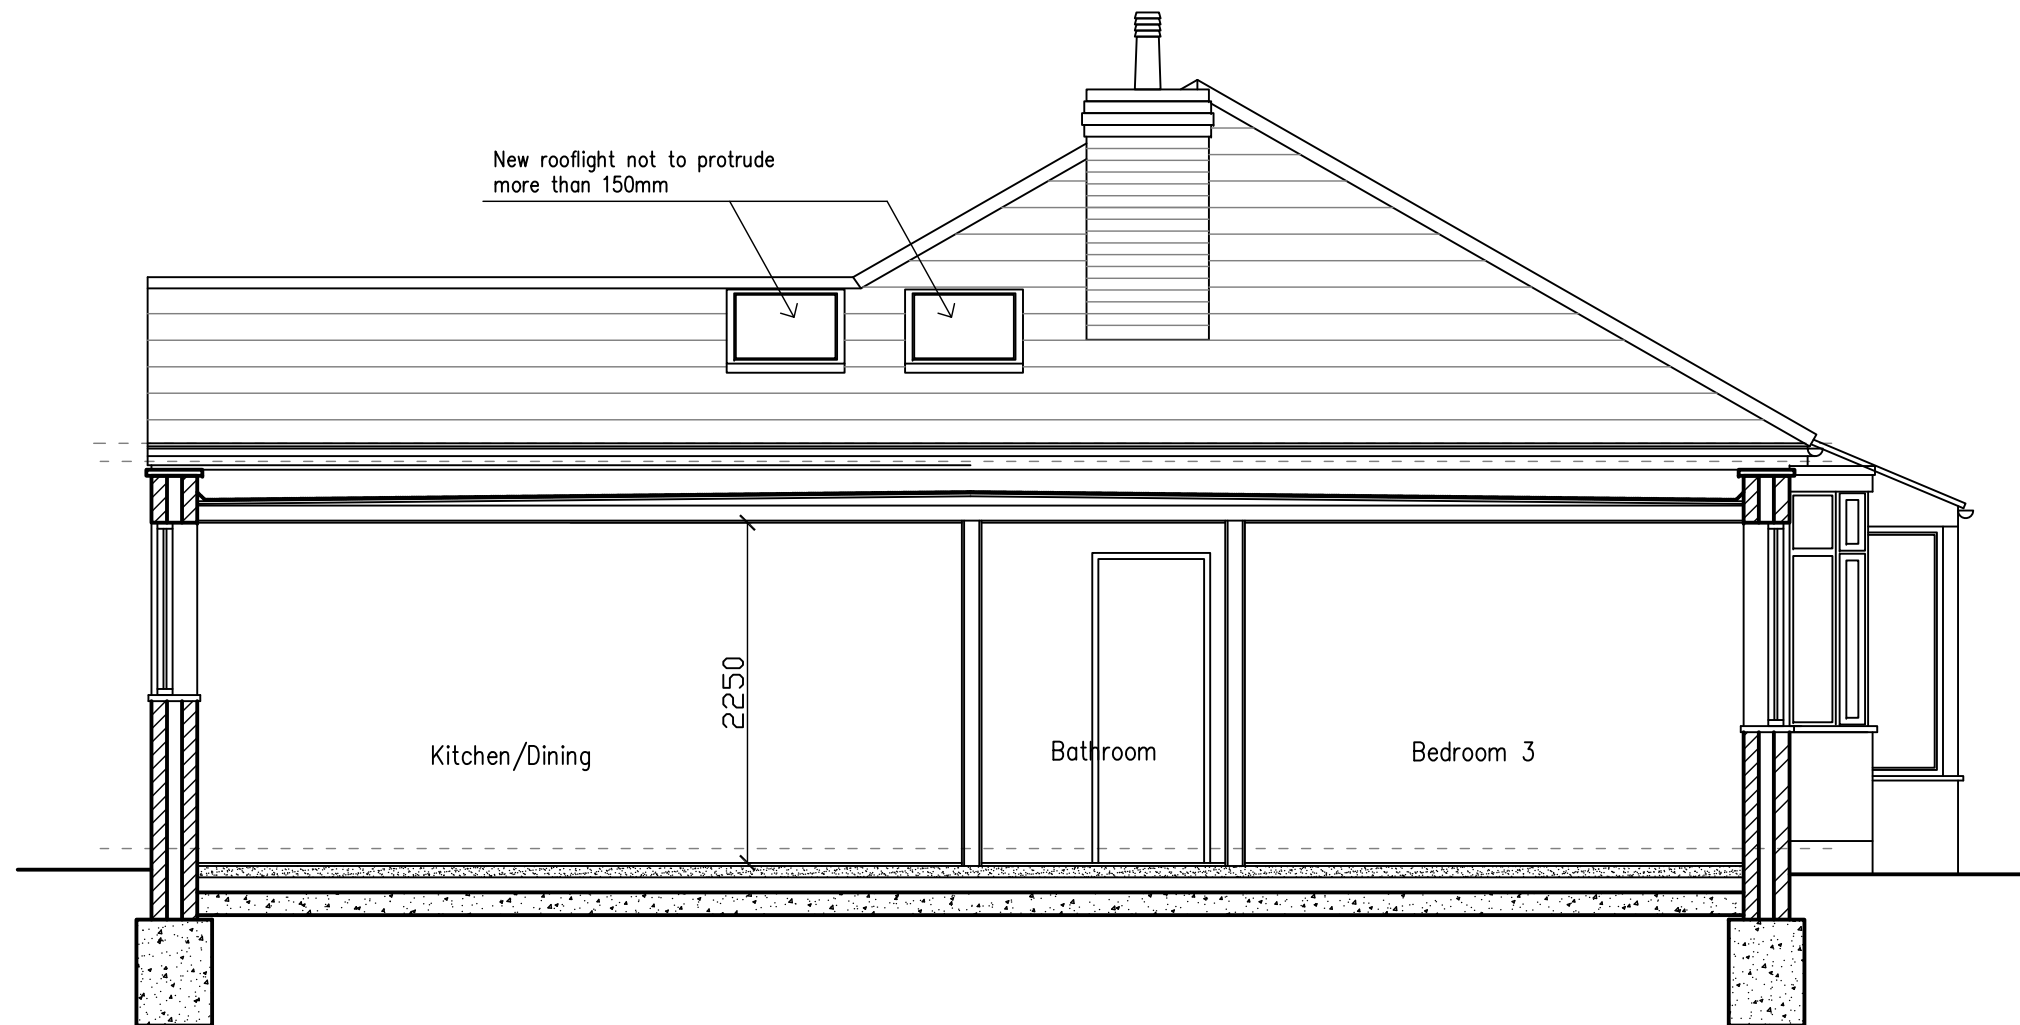 New rooflight not to protrude
more than 150mm
2250
Kitchen/Dining
Bathroom
Bedroom 3